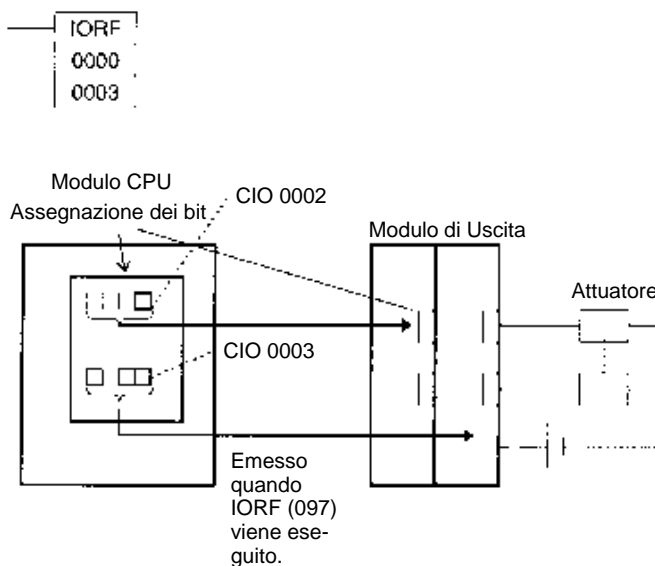 IORF
0000
0003
Modulo CPU
Assegnazione dei bit
CIO 0002
Modulo di Uscita
Attuatore
CIO 0003
Emesso
quando
IORF (097)
viene ese-
guito.